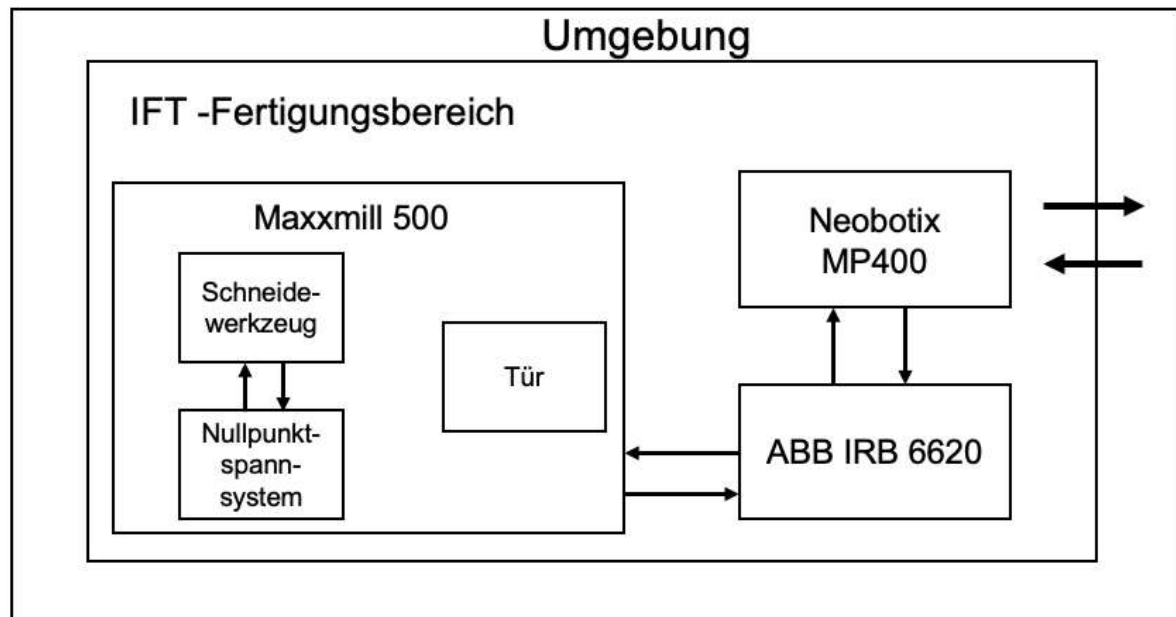 Umgebung
IFT -Fertigungsbereich
Maxxmill 500
Schneide-
werkzeug
Nullpunkt-
spann-
system
Tür
Neobotix
MP400
ABB IRB 6620